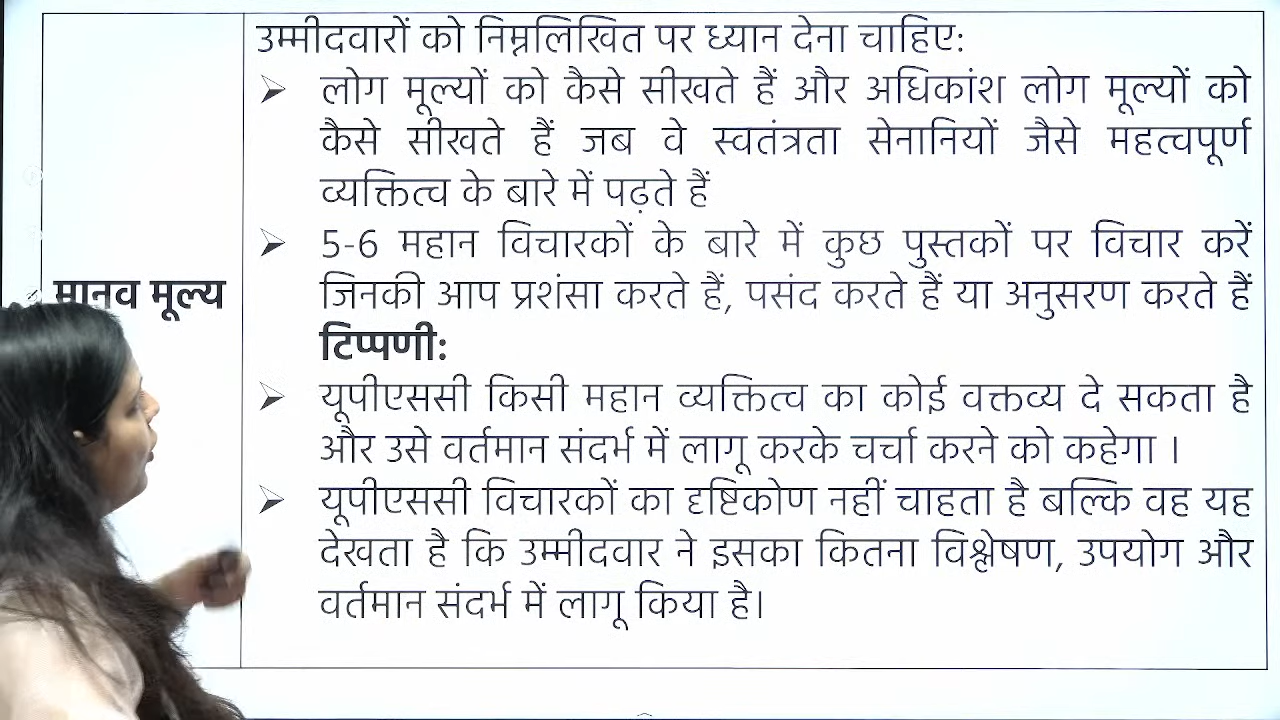 उम्मीदवारों को निम्नलिखित पर ध्यान देना चाहिए:
➢ लोग मूल्यों को कैसे सीखते हैं और अधिकांश लोग मूल्यों को
कैसे सीखते हैं जब वे स्वतंत्रता सेनानियों जैसे महत्वपूर्ण
व्यक्तित्व के बारे में पढ़ते हैं
➢ 5-6 महान विचारकों के बारे में कुछ पुस्तकों पर विचार करें
मानव मूल्य
जिनकी आप प्रशंसा करते हैं, पसंद करते हैं या अनुसरण करते हैं
टिप्पणी:
➢ यूपीएससी किसी महान व्यक्तित्व का कोई वक्तव्य दे सकता है
और उसे वर्तमान संदर्भ में लागू करके चर्चा करने को कहेगा ।
➢ यूपीएससी विचारकों का दृष्टिकोण नहीं चाहता है बल्कि वह यह
देखता है कि उम्मीदवार ने इसका कितना विश्लेषण, उपयोग और
वर्तमान संदर्भ में लागू किया है।